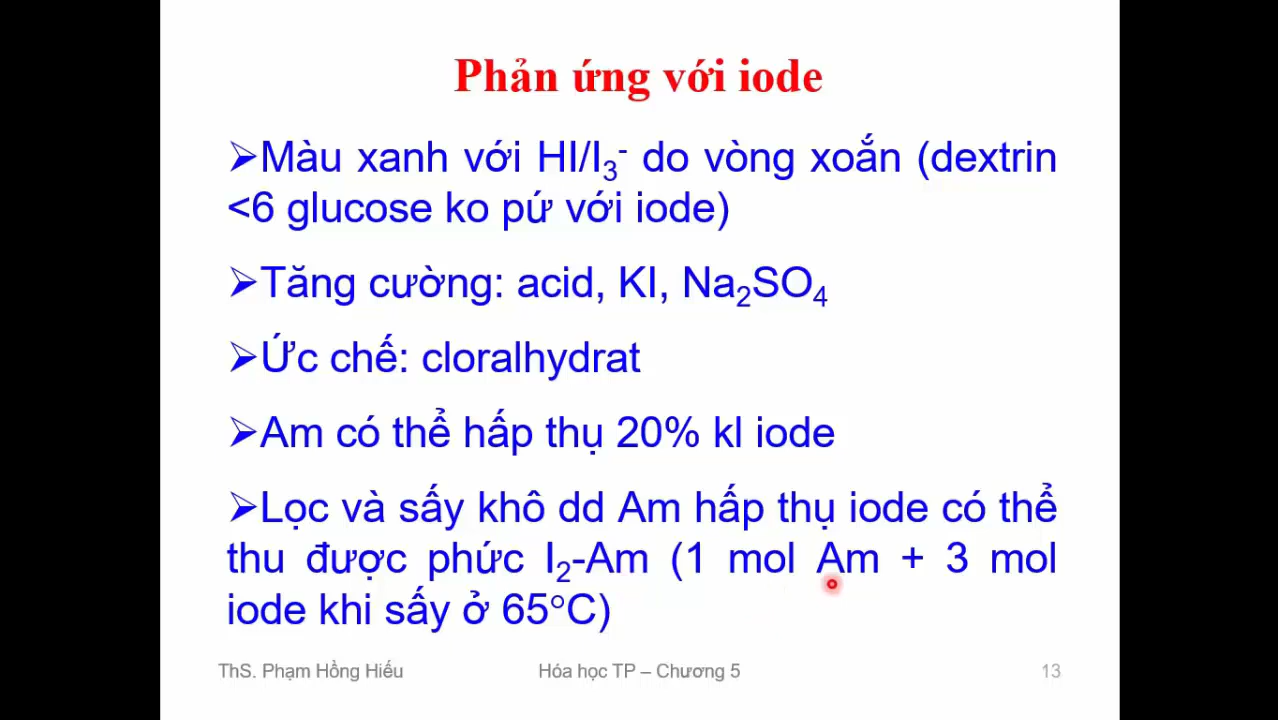 Phản ứng với iode
➢Màu xanh với HI/I₃⁻ do vòng xoắn (dextrin
<6 glucose ko pứ với iode)
➢Tăng cường: acid, KI, Na₂SO₄
➢Ức chế: cloralhydrat
➢Am có thể hấp thụ 20% kl iode
➢Lọc và sấy khô dd Am hấp thụ iode có thể
thu được phức I₂-Am (1 mol Am + 3 mol
iode khi sấy ở 65°C)
ThS. Phạm Hồng Hiếu Hóa học TP – Chương 5 13